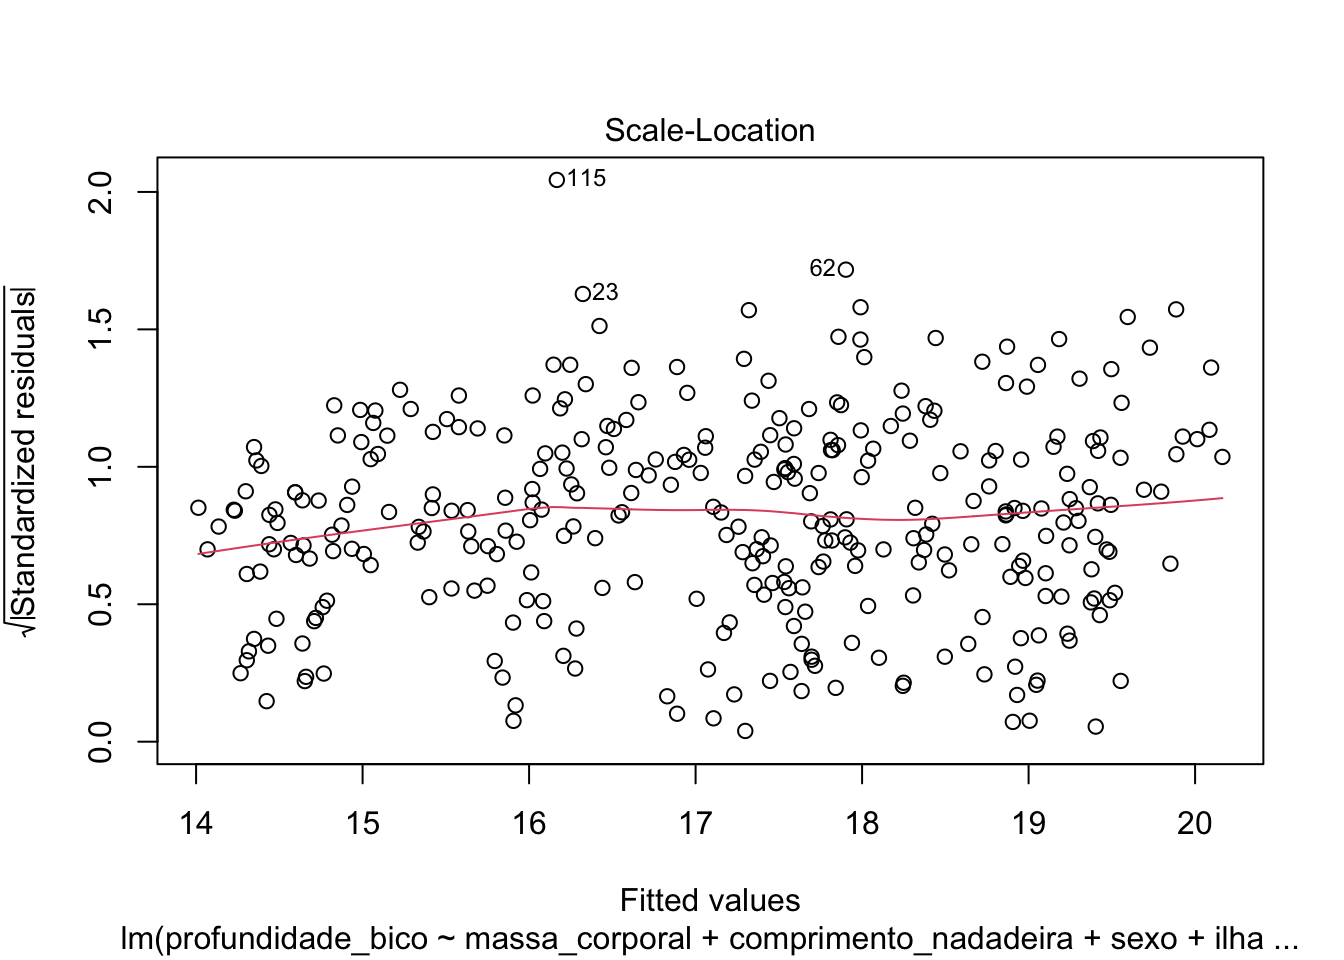 Scale-Location
√|Standardized residuals|
2.0
1.5
1.0
0.5
0.0
115
62
23
14 15 16 17 18 19 20
Fitted values
lm(profundidade_bico ~ massa_corporal + comprimento_nadadeira + sexo + ilha ...